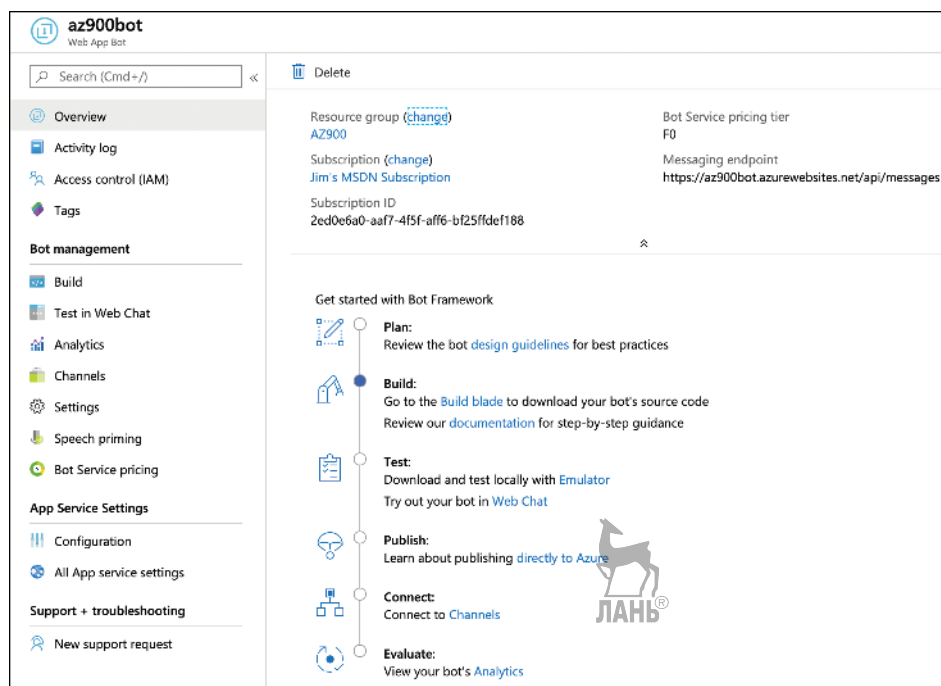 az900bot
Web App Bot
Search (Cmd+/)
«
Overview
Activity log
Access control (IAM)
Tags
Bot management
Build
Test in Web Chat
Analytics
Channels
Settings
Speech priming
Bot Service pricing
App Service Settings
Configuration
All App service settings
Support + troubleshooting
New support request
Delete
Resource group (change)
AZ900
Subscription (change)
Jim's MSDN Subscription
Subscription ID
2ed0e6a0-aaf7-4f5f-aff6-bf25ffdef188
Bot Service pricing tier
F0
Messaging endpoint
https://az900bot.azurewebsites.net/api/messages
Get started with Bot Framework
Plan:
Review the bot design guidelines for best practices
Build:
Go to the Build blade to download your bot's source code
Review our documentation for step-by-step guidance
Test:
Download and test locally with Emulator
Try out your bot in Web Chat
Publish:
Learn about publishing directly to Azure
Connect:
Connect to Channels
Evaluate:
View your bot's Analytics
ЛАНЬ®